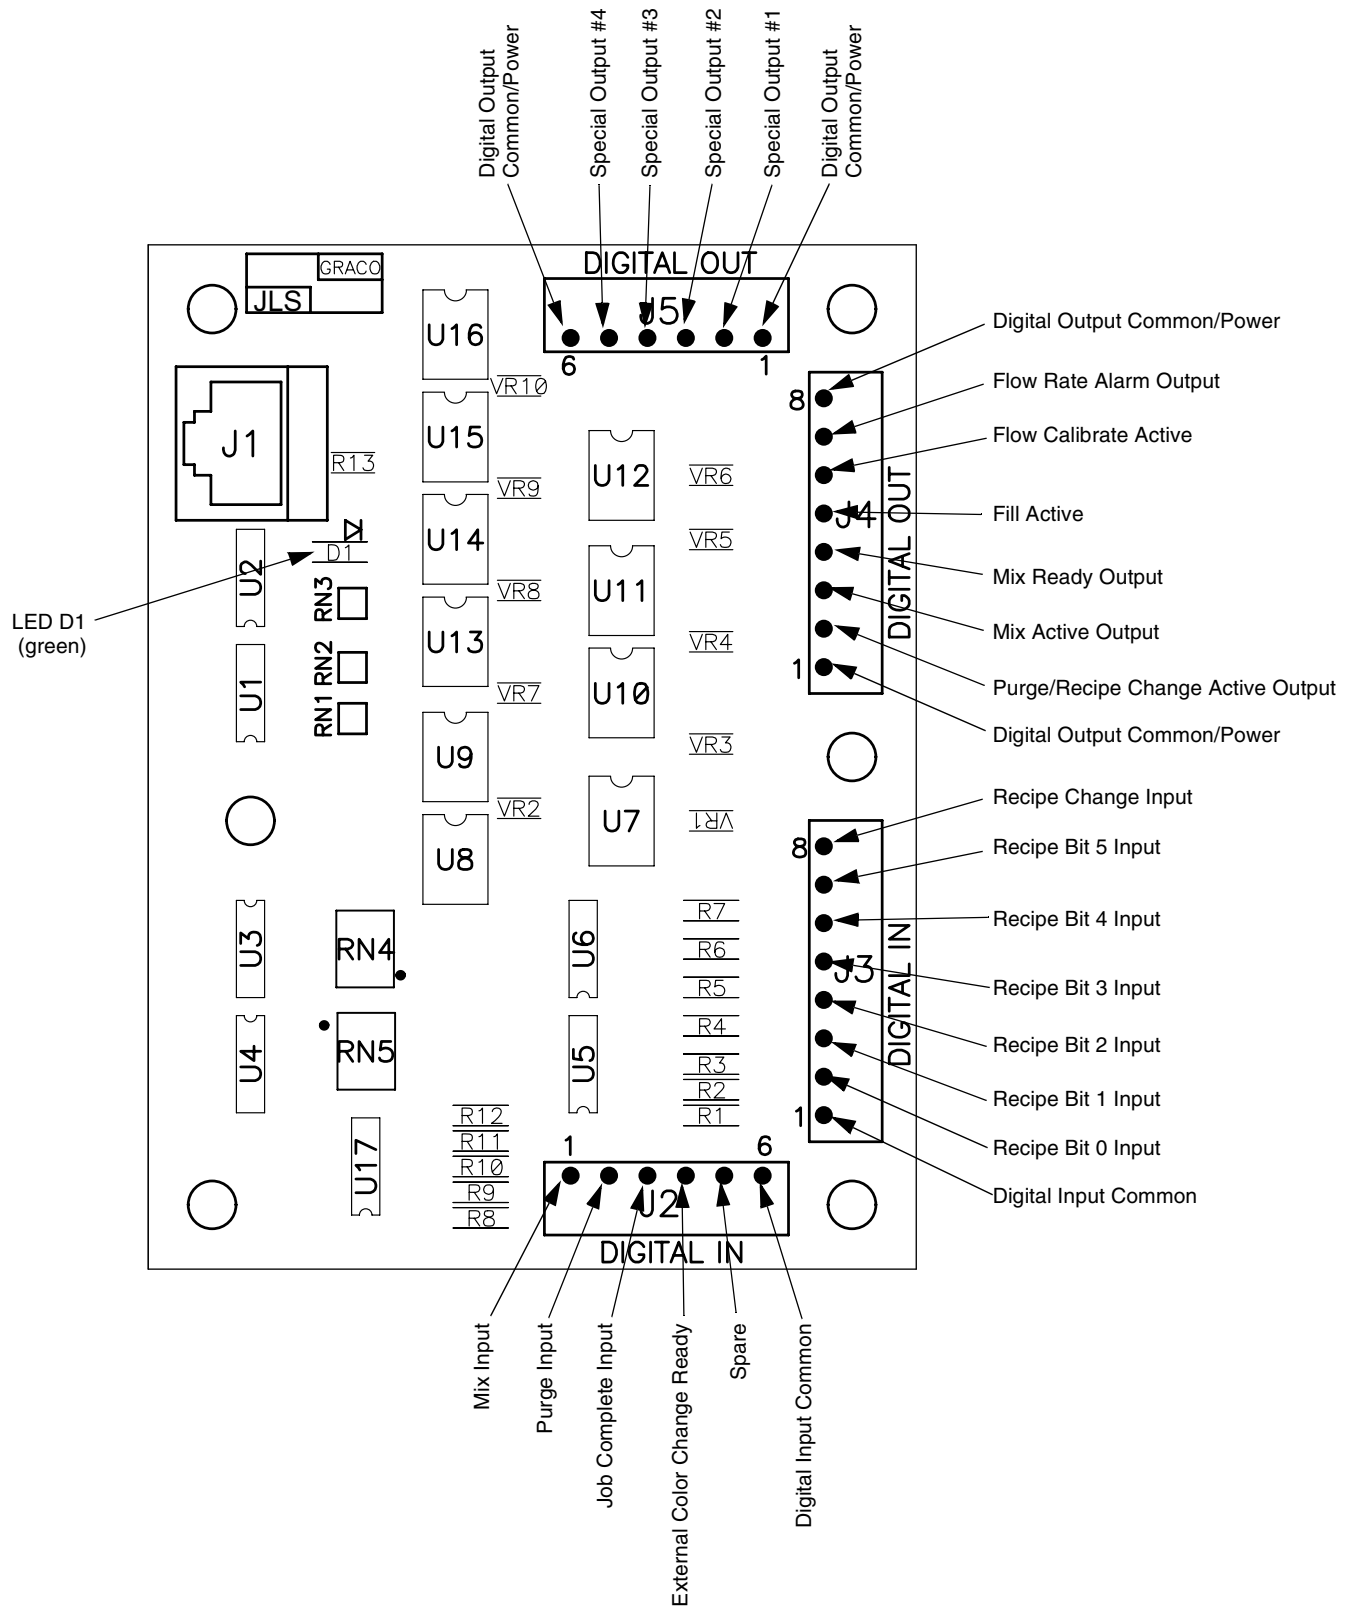 Digital Output
Common/Power
Special Output #4
Special Output #3
Special Output #2
Special Output #1
Digital Output
Common/Power
GRACO
JLS
DIGITAL OUT
J5
6
1
U16
VR10
U15
VR9
U14
VR8
U13
VR7
U9
VR2
U8
U12
VR6
VR5
U11
VR4
U10
VR3
U7
VR1
J1
R13
D1
U2
RN3
LED D1
(green)
U1
RN2
RN1
8
J4
DIGITAL OUT
1
Digital Output Common/Power
Flow Rate Alarm Output
Flow Calibrate Active
Fill Active
Mix Ready Output
Mix Active Output
Purge/Recipe Change Active Output
Digital Output Common/Power
8
J3
DIGITAL IN
1
Recipe Change Input
Recipe Bit 5 Input
Recipe Bit 4 Input
Recipe Bit 3 Input
Recipe Bit 2 Input
Recipe Bit 1 Input
Recipe Bit 0 Input
Digital Input Common
U3
RN4
U4
RN5
U17
U6
U5
R7
R6
R5
R4
R3
R2
R1
R12
R11
R10
R9
R8
1
6
J2
DIGITAL IN
Mix Input
Purge Input
Job Complete Input
External Color Change Ready
Spare
Digital Input Common